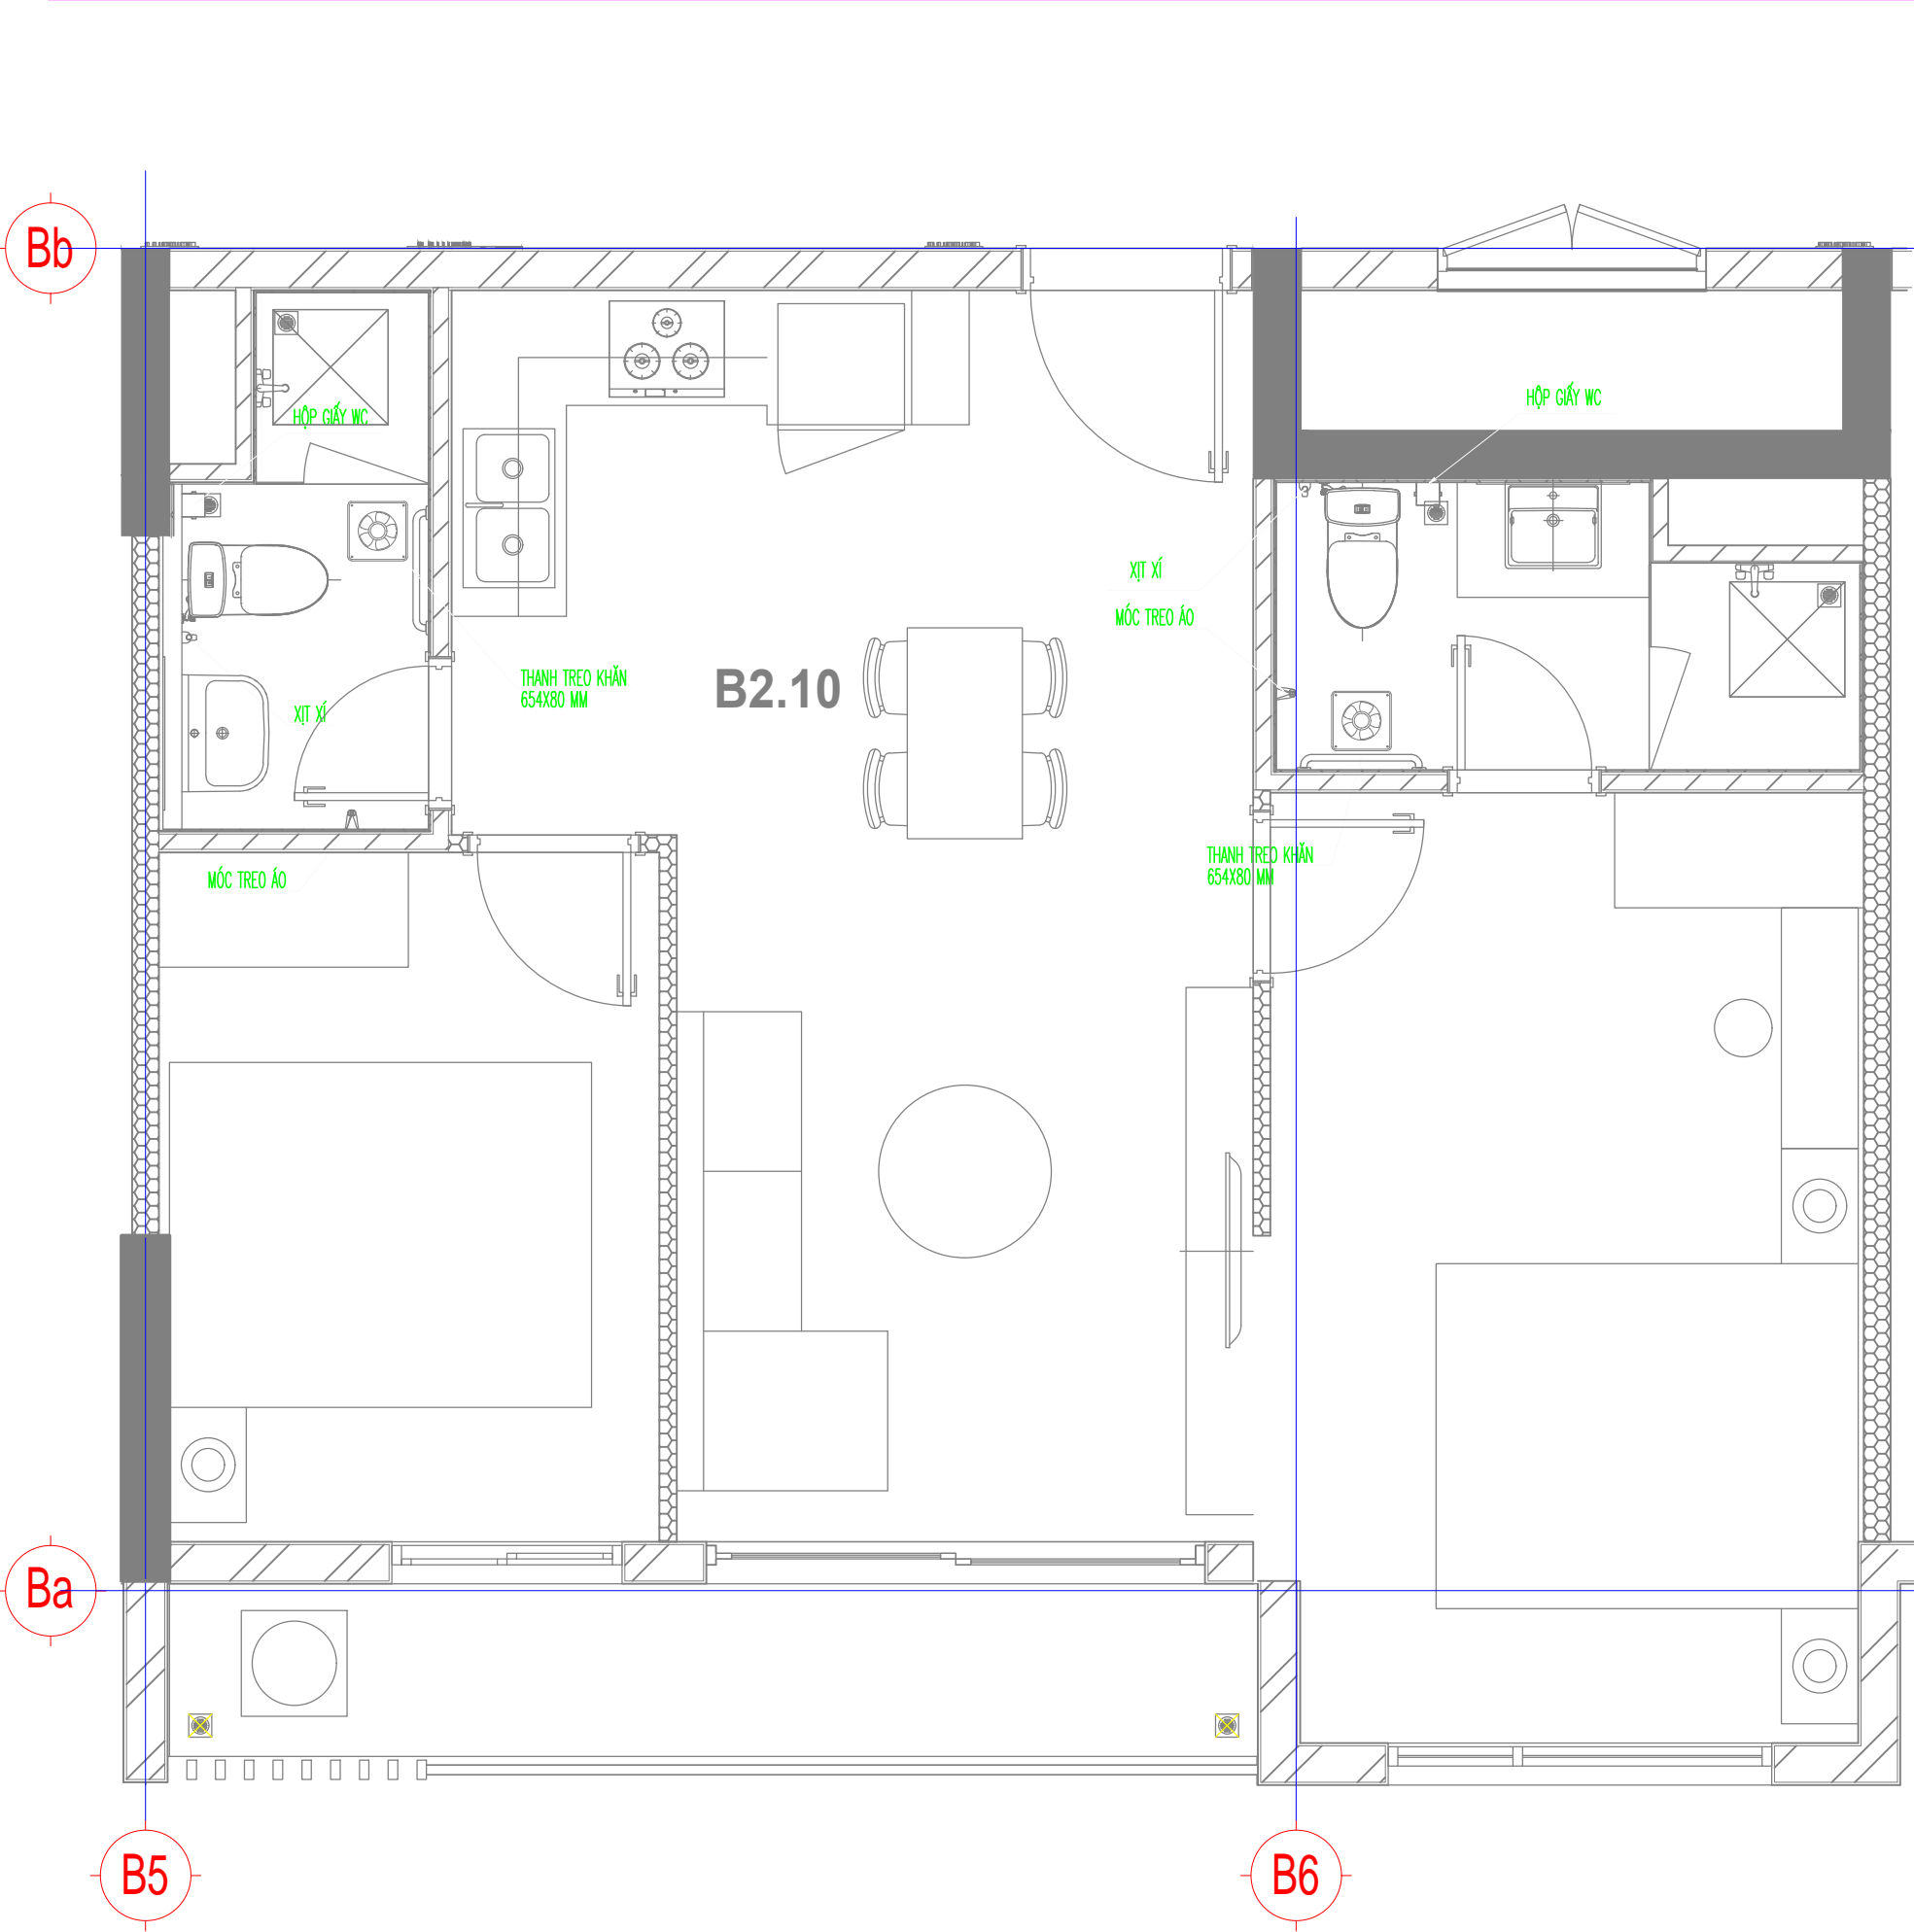 Bb
HỘP GIẤY WC
HỘP GIẤY WC
XỊT XÍ
MÓC TREO ÁO
THANH TREO KHĂN
654X80 MM
B2.10
XỊT XÍ
THANH TREO KHĂN
654X80 MM
MÓC TREO ÁO
Ba
B5
B6